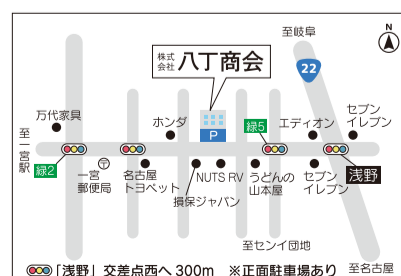 至岐阜
N
株式
会社 八丁商会
22
万代家具
ホンダ
P
緑5
エディオン
セブン
イレブン
至一宮駅
緑2
〒
一宮
郵便局
名古屋
トヨペット
損保ジャパン
NUTS RV
うどんの
山本屋
セブン
イレブン
浅野
至センイ団地
至名古屋
「浅野」交差点西へ300m ※正面駐車場あり